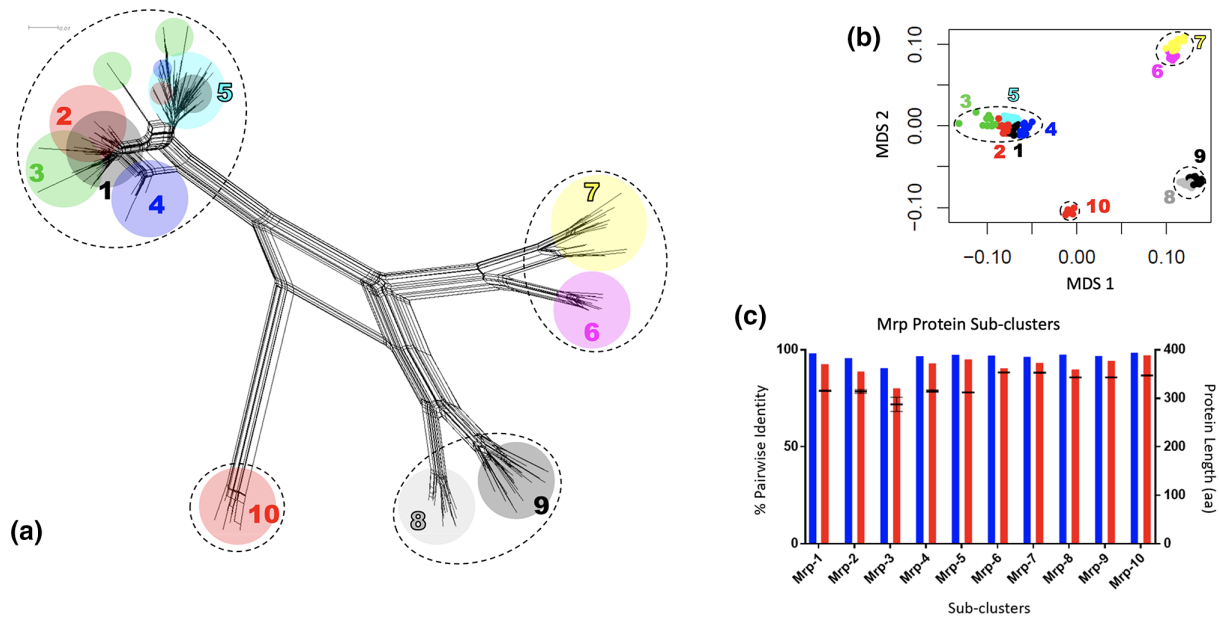 0.01
2
5
3
1
4
7
6
10
8
9
(a)
(b)
0.10
0.00
−0.10
MDS 2
7
6
3
5
4
2
1
9
8
10
−0.10
0.00
0.10
MDS 1
(c)
Mrp Protein Sub-clusters
100
50
0
% Pairwise Identity
400
300
200
100
0
Protein Length (aa)
Mrp-1
Mrp-2
Mrp-3
Mrp-4
Mrp-5
Mrp-6
Mrp-7
Mrp-8
Mrp-9
Mrp-10
Sub-clusters